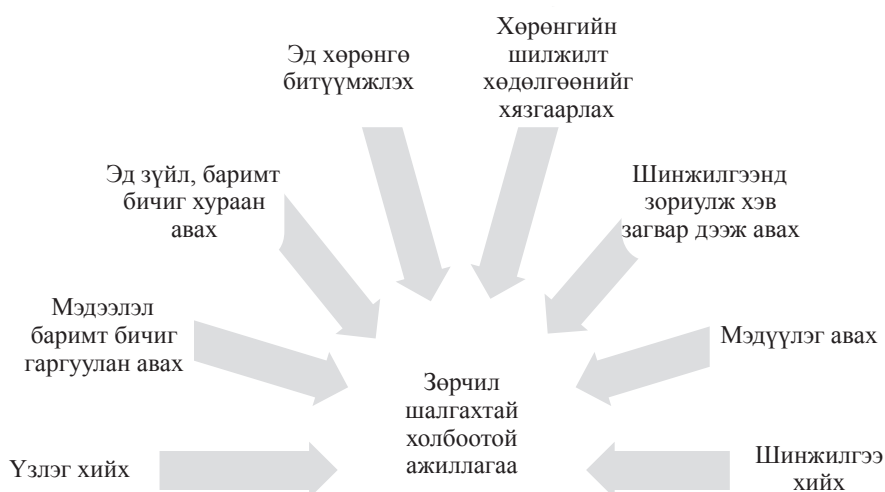 Хөрөнгийн
шилжилт
хөдөлгөөнийг
хязгаарлах
Эд хөрөнгө
битүүмжлэх
Эд зүйл, баримт
бичиг хураан
авах
Шинжилгээнд
зориулж хэв
загвар дээж авах
Мэдээлэл
баримт бичиг
гаргуулан авах
Мэдүүлэг авах
Зөрчил
шалгахтай
холбоотой
ажиллагаа
Үзлэг хийх
Шинжилгээ
хийх